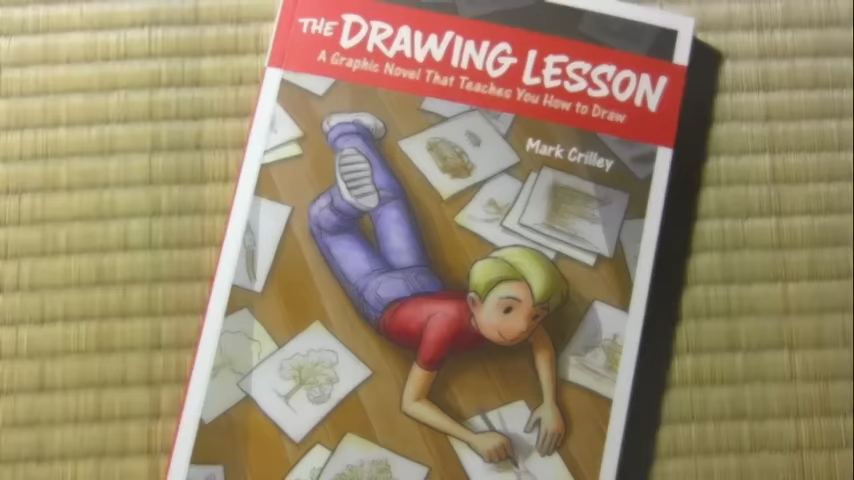 THE DRAWING LESSON
A Graphic Novel That Teaches You How to Draw
Mark Crilley